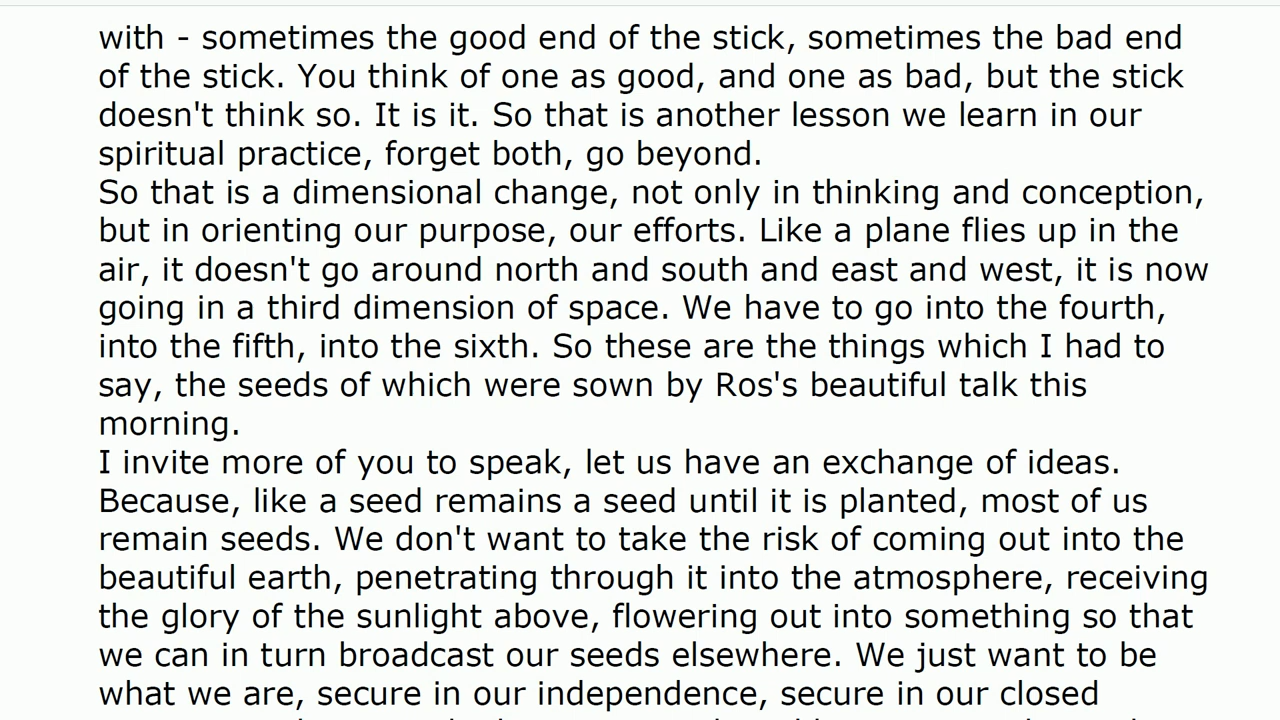 with - sometimes the good end of the stick, sometimes the bad end
of the stick. You think of one as good, and one as bad, but the stick
doesn't think so. It is it. So that is another lesson we learn in our
spiritual practice, forget both, go beyond.
So that is a dimensional change, not only in thinking and conception,
but in orienting our purpose, our efforts. Like a plane flies up in the
air, it doesn't go around north and south and east and west, it is now
going in a third dimension of space. We have to go into the fourth,
into the fifth, into the sixth. So these are the things which I had to
say, the seeds of which were sown by Ros's beautiful talk this
morning.
I invite more of you to speak, let us have an exchange of ideas.
Because, like a seed remains a seed until it is planted, most of us
remain seeds. We don't want to take the risk of coming out into the
beautiful earth, penetrating through it into the atmosphere, receiving
the glory of the sunlight above, flowering out into something so that
we can in turn broadcast our seeds elsewhere. We just want to be
what we are, secure in our independence, secure in our closed